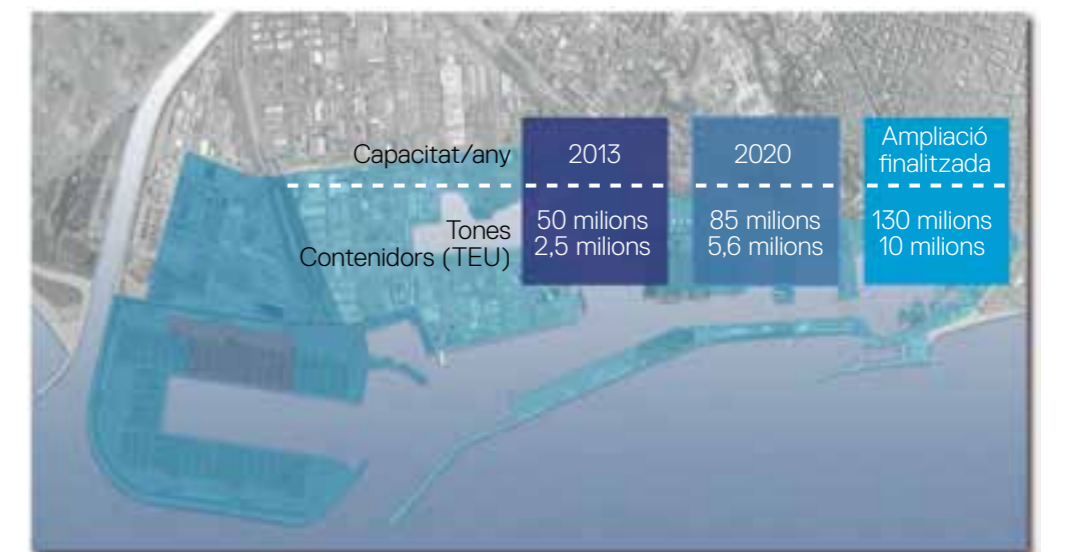 Capacitat/any 2013 2020 Ampliació
finalitzada
Tones 50 milions 85 milions 130 milions
Contenidors (TEU) 2,5 milions 5,6 milions 10 milions